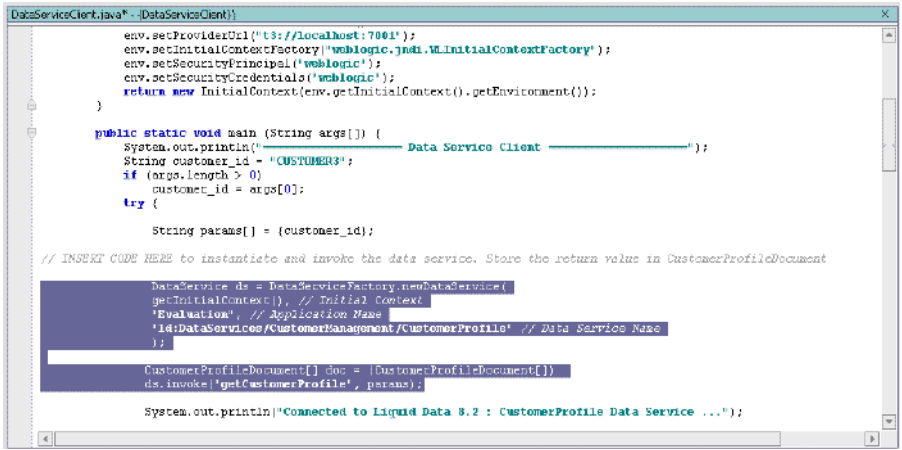 DataServiceClient.java* - {DataServiceClient}\
env.setProviderUrl("t3://localhost:7001");
env.setInitialContextFactory("weblogic.jndi.WLInitialContextFactory");
env.setSecurityPrincipal("weblogic");
env.setSecurityCredentials("weblogic");
return new InitialContext(env.getInitialContext().getEnvironment());
}
public static void main (String args[]) {
System.out.println("==================== Data Service Client ====================");
String customer_id = "CUSTOMER3";
if (args.length > 0)
customer_id = args[0];
try {
String params[] = {customer_id};
// INSERT CODE HERE to instantiate and invoke the data service. Store the return value in CustomerProfileDocument
DataService ds = DataServiceFactory.newDataService(
getInitialContext(), // Initial Context
"Evaluation", // Application Name
"ld:DataServices/CustomerManagement/CustomerProfile" // Data Service Name
);
CustomerProfileDocument[] doc = (CustomerProfileDocument[])
ds.invoke("getCustomerProfile", params);
System.out.println("Connected to Liquid Data 8.2 : CustomerProfile Data Service ...");